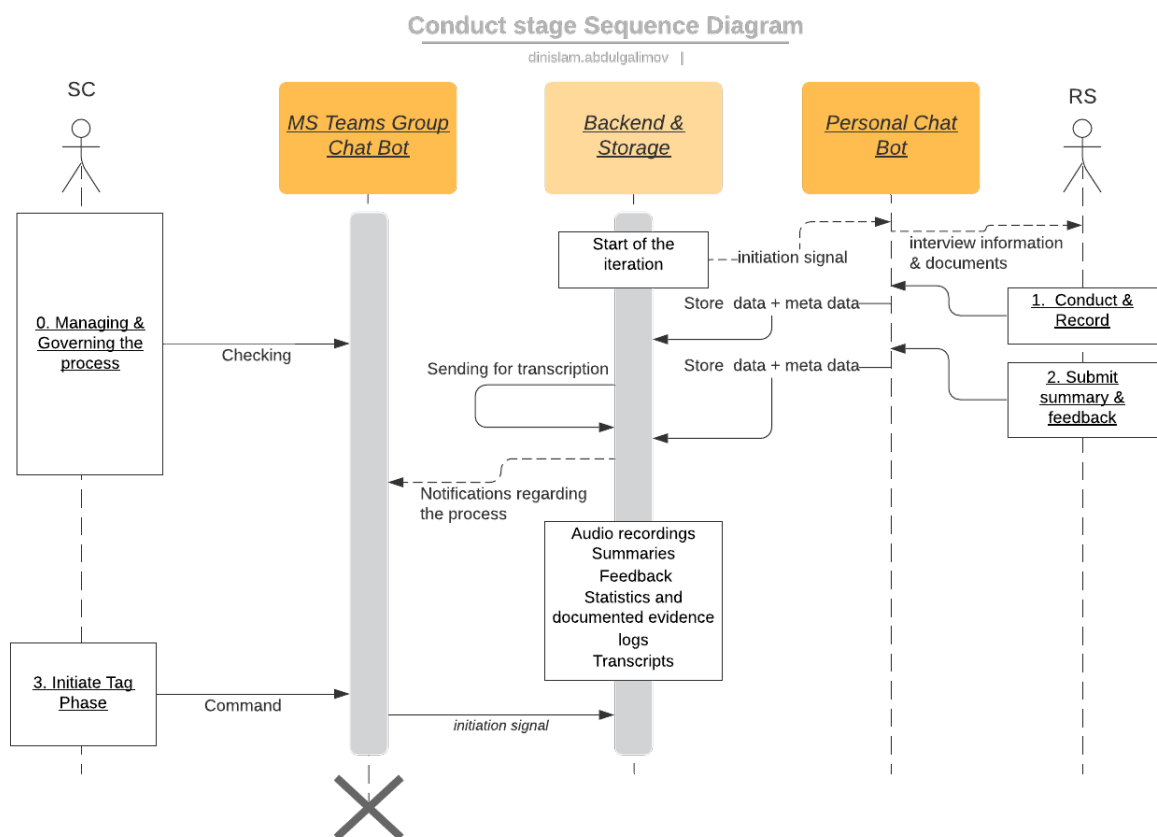 Conduct stage Sequence Diagram
dinislam.abdulgalimov |
SC
MS Teams Group
Chat Bot
Backend &
Storage
Personal Chat
Bot
RS
Start of the
iteration
initiation signal
interview information
& documents
Store data + meta data
1. Conduct &
Record
0. Managing &
Governing the
process
Checking
Sending for transcription
Store data + meta data
2. Submit
summary &
feedback
Notifications regarding
the process
Audio recordings
Summaries
Feedback
Statistics and
documented evidence
logs
Transcripts
3. Initiate Tag
Phase
Command
initiation signal